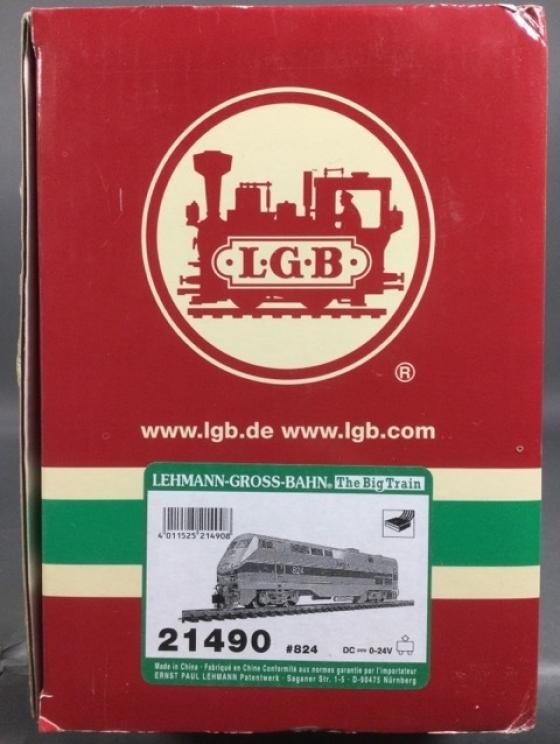 L·G·B
®
www.lgb.de www.lgb.com
LEHMANN-GROSS-BAHN® The Big Train
4 011525 214908
824
21490 #824 DC 0-24V
Made in China · Fabriqué en Chine Conformité aux normes garantie par l'importateur
ERNST PAUL LEHMANN Patentwerk · Saganer Str. 1-5 · D-90475 Nürnberg